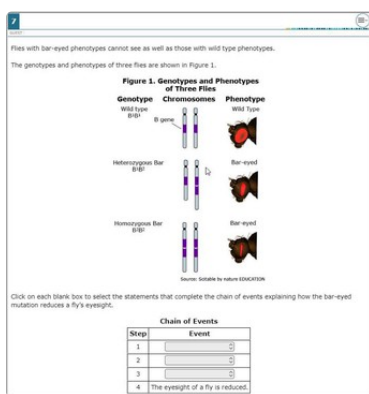 7
Flies with bar-eyed phenotypes cannot see as well as those with wild type phenotypes.
The genotypes and phenotypes of three flies are shown in Figure 1.
Figure 1. Genotypes and Phenotypes
of Three Flies
Genotype Chromosomes Phenotype
Wild type
B¹B¹
B gene
Wild Type
Heterozygous Bar
B¹B²
Bar-eyed
Homozygous Bar
B²B²
Bar-eyed
Source: Scitable by nature EDUCATION
Click on each blank box to select the statements that complete the chain of events explaining how the bar-eyed
mutation reduces a fly's eyesight.
Chain of Events
Step Event
1
2
3
4 The eyesight of a fly is reduced.